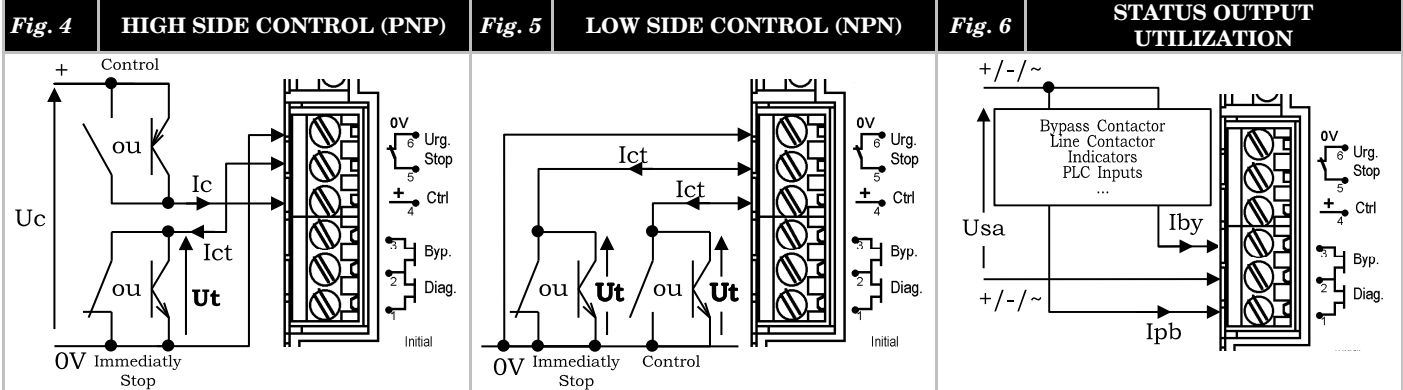 Fig. 4
HIGH SIDE CONTROL (PNP)
+
Control
ou
Ic
Uc
Ict
ou
Ut
0V
Immediatly
Stop
0V
6
Urg.
Stop
5
+
4
Ctrl
3
Byp.
2
Diag.
1
Initial
Fig. 5
LOW SIDE CONTROL (NPN)
Ict
Ict
ou
Ut
ou
Ut
0V
Immediatly
Stop
Control
0V
6
Urg.
Stop
5
+
4
Ctrl
3
Byp.
2
Diag.
1
Initial
Fig. 6
STATUS OUTPUT
UTILIZATION
+/-/~
Bypass Contactor
Line Contactor
Indicators
PLC Inputs
...
Usa
Iby
+/-/~
Ipb
0V
6
Urg.
Stop
5
+
4
Ctrl
3
Byp.
2
Diag.
1